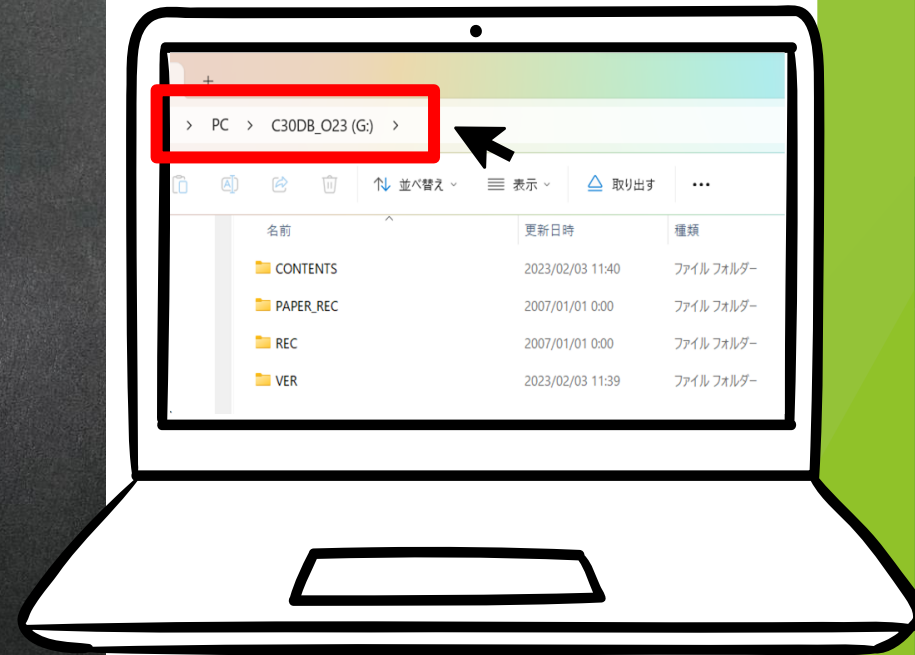 +
> PC > C30DB_O23 (G:) >
並べ替え 表示 取り出す ...
名前 更新日時 種類
CONTENTS 2023/02/03 11:40 ファイル フォルダー
PAPER_REC 2007/01/01 0:00 ファイル フォルダー
REC 2007/01/01 0:00 ファイル フォルダー
VER 2023/02/03 11:39 ファイル フォルダー